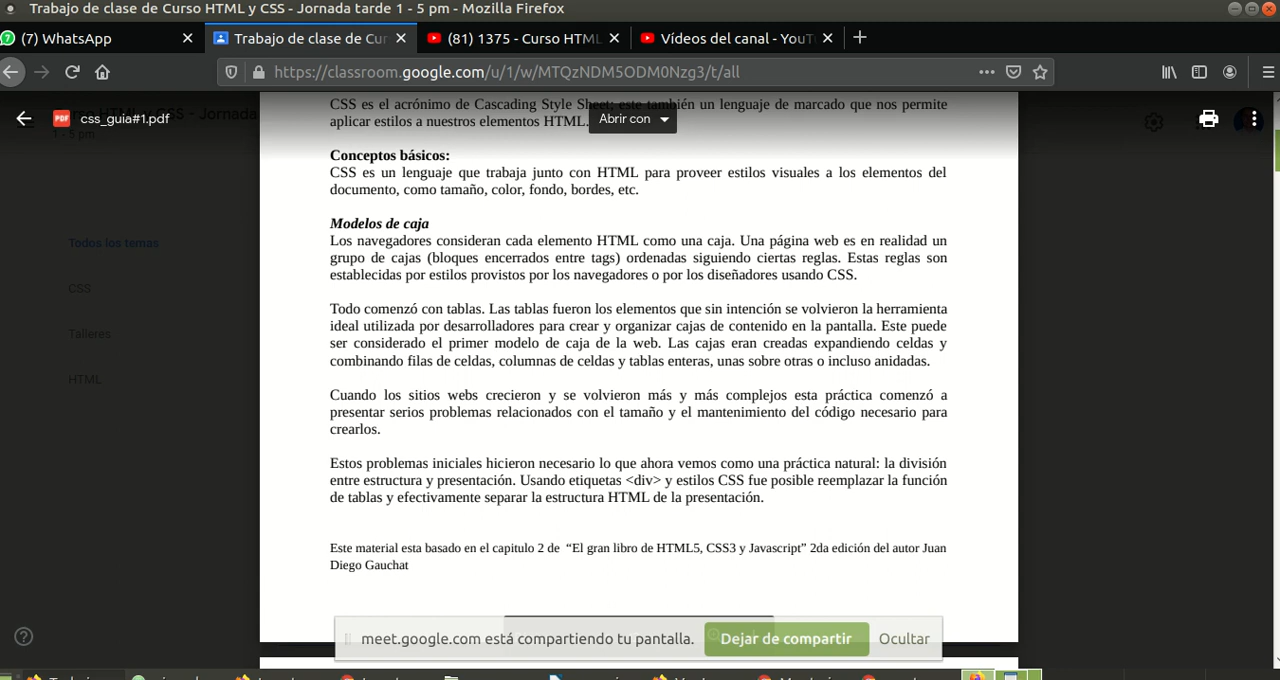 Trabajo de clase de Curso HTML y CSS - Jornada tarde 1 - 5 pm - Mozilla Firefox
(7) WhatsApp
Trabajo de clase de Cur
(81) 1375 - Curso HTML
Vídeos del canal - YouT
https://classroom.google.com/u/1/w/MTQzNDM5ODM0Nzg3/t/all
css_guia#1.pdf
Abrir con
1 - 5 pm
CSS es el acrónimo de Cascading Style Sheet; este también un lenguaje de marcado que nos permite
aplicar estilos a nuestros elementos HTML.
Conceptos básicos:
CSS es un lenguaje que trabaja junto con HTML para proveer estilos visuales a los elementos del
documento, como tamaño, color, fondo, bordes, etc.
Modelos de caja
Los navegadores consideran cada elemento HTML como una caja. Una página web es en realidad un
grupo de cajas (bloques encerrados entre tags) ordenadas siguiendo ciertas reglas. Estas reglas son
establecidas por estilos provistos por los navegadores o por los diseñadores usando CSS.
Todo comenzó con tablas. Las tablas fueron los elementos que sin intención se volvieron la herramienta
ideal utilizada por desarrolladores para crear y organizar cajas de contenido en la pantalla. Este puede
ser considerado el primer modelo de caja de la web. Las cajas eran creadas expandiendo celdas y
combinando filas de celdas, columnas de celdas y tablas enteras, unas sobre otras o incluso anidadas.
Cuando los sitios webs crecieron y se volvieron más y más complejos esta práctica comenzó a
presentar serios problemas relacionados con el tamaño y el mantenimiento del código necesario para
crearlos.
Estos problemas iniciales hicieron necesario lo que ahora vemos como una práctica natural: la división
entre estructura y presentación. Usando etiquetas <div> y estilos CSS fue posible reemplazar la función
de tablas y efectivamente separar la estructura HTML de la presentación.
Este material esta basado en el capitulo 2 de “El gran libro de HTML5, CSS3 y Javascript” 2da edición del autor Juan
Diego Gauchat
Todos los temas
CSS
Talleres
HTML
meet.google.com está compartiendo tu pantalla.
Dejar de compartir
Ocultar